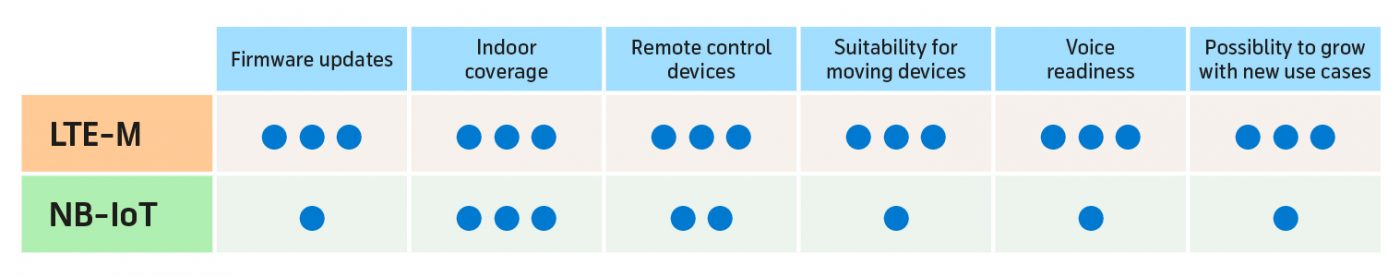 Firmware updates
Indoor
coverage
Remote control
devices
Suitability for
moving devices
Voice
readiness
Possiblity to grow
with new use cases
LTE-M
NB-IoT